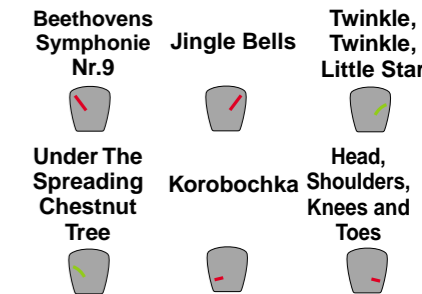 Beethovens
Symphonie
Nr.9
Jingle Bells
Twinkle,
Twinkle,
Little Star
Under The
Spreading
Chestnut
Tree
Korobochka
Head,
Shoulders,
Knees and
Toes